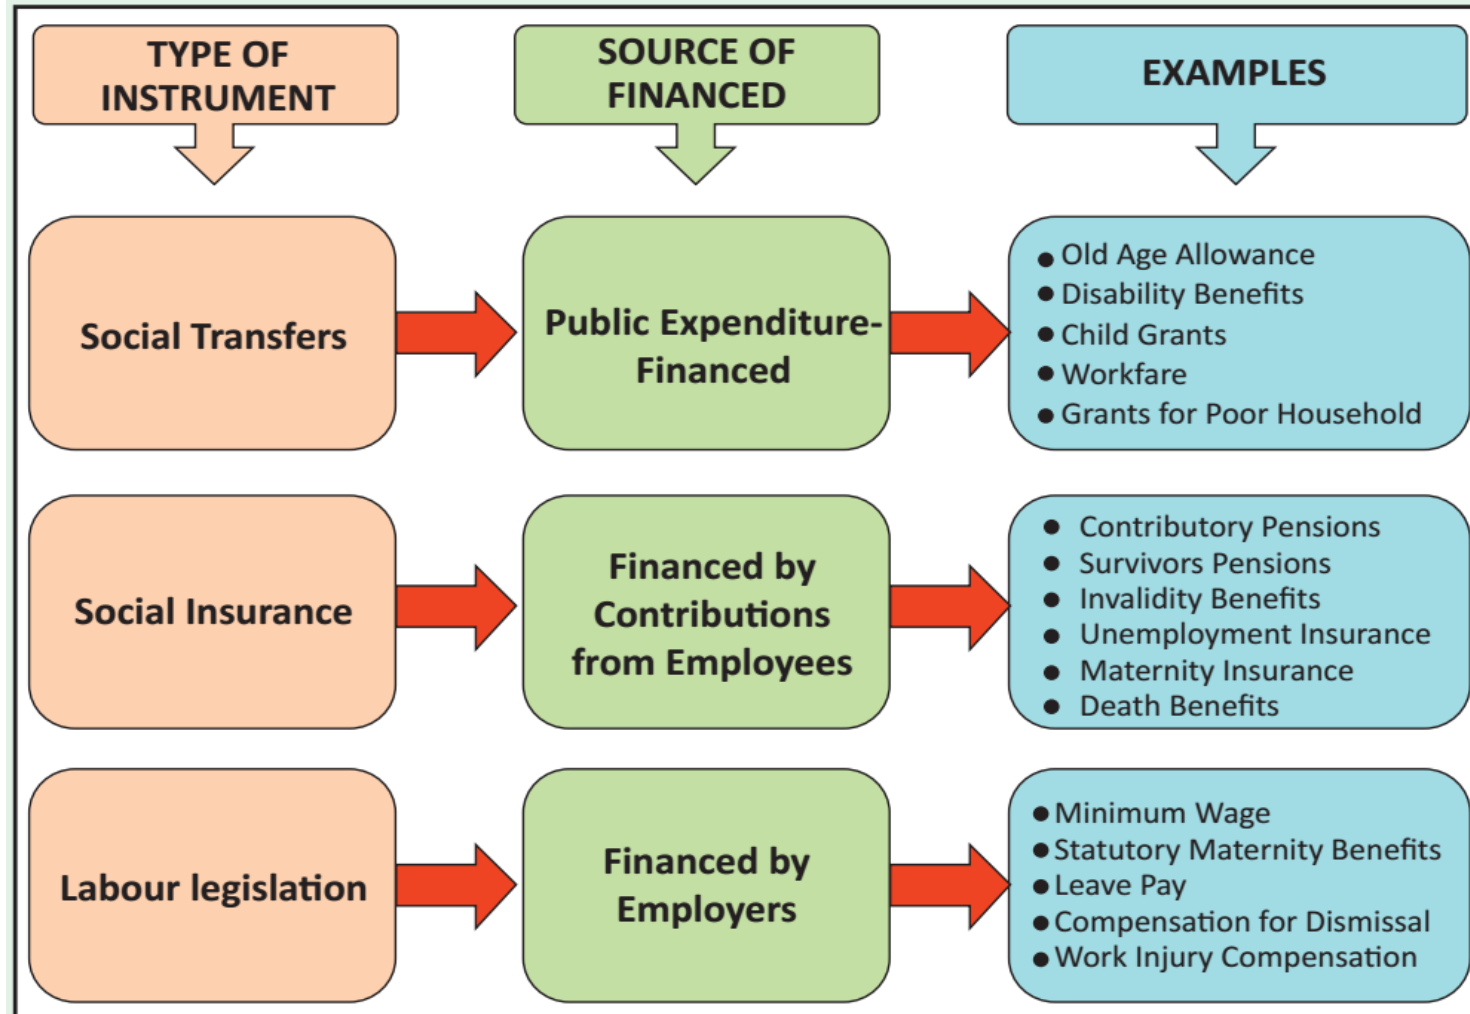 TYPE OF
INSTRUMENT
SOURCE OF
FINANCED
EXAMPLES
Social Transfers
Public Expenditure-
Financed
● Old Age Allowance
● Disability Benefits
● Child Grants
● Workfare
● Grants for Poor Household
Social Insurance
Financed by
Contributions
from Employees
● Contributory Pensions
● Survivors Pensions
● Invalidity Benefits
● Unemployment Insurance
● Maternity Insurance
● Death Benefits
Labour legislation
Financed by
Employers
● Minimum Wage
● Statutory Maternity Benefits
● Leave Pay
● Compensation for Dismissal
● Work Injury Compensation